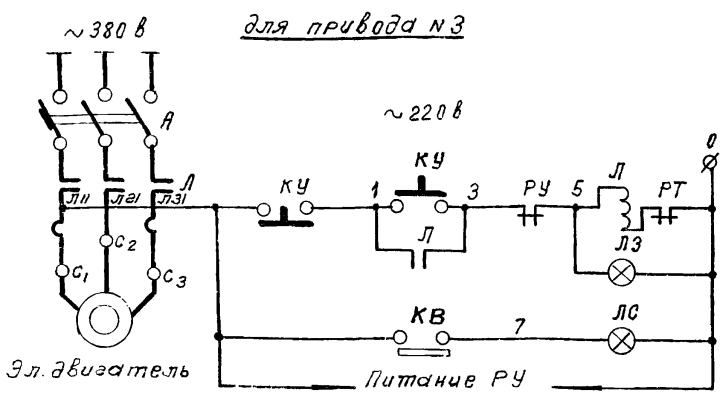 для привода N3
~ 380 в
А
~ 220 в
0
КУ
КУ
1
3
РУ
5
Л
РТ
Л
Л11
Л21
Л31
Л
ЛЭ
С1
С2
С3
КВ
7
ЛС
Эл. двигатель
Питание РУ